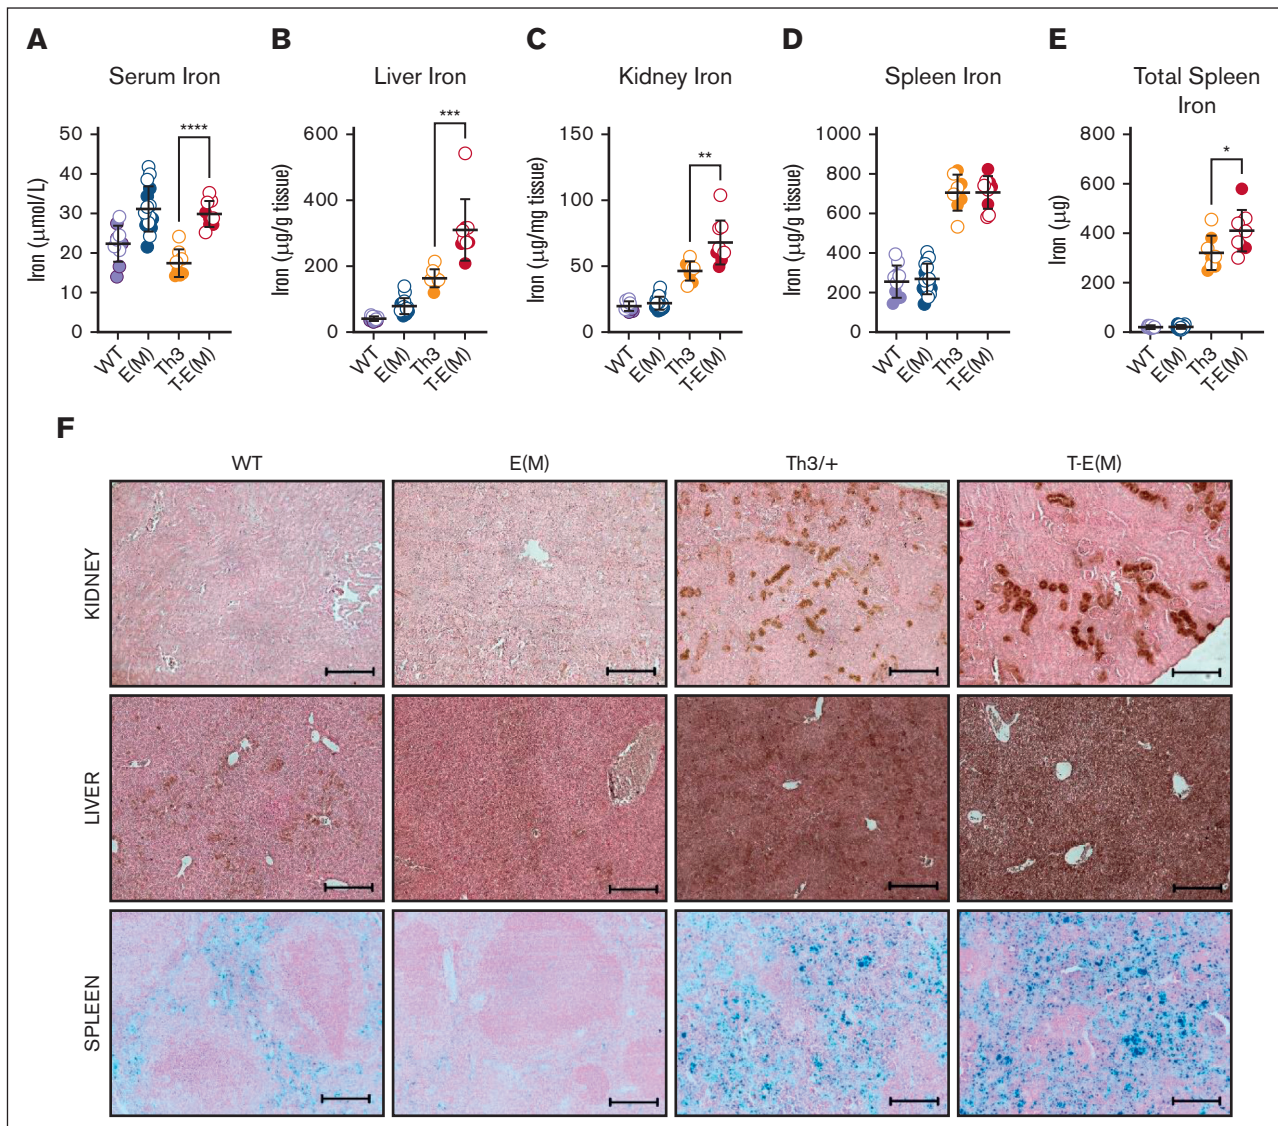 A
Serum Iron
Iron (μmol/L)
50
40
30
20
10
0
****
WT
E(M)
Th3
T-E(M)
B
Liver Iron
Iron (μg/g tissue)
600
400
200
0
***
WT
E(M)
Th3
T-E(M)
C
Kidney Iron
Iron (μg/mg tissue)
150
100
50
0
**
WT
E(M)
Th3
T-E(M)
D
Spleen Iron
Iron (μg/g tissue)
1000
800
600
400
200
0
WT
E(M)
Th3
T-E(M)
E
Total Spleen
Iron
Iron (μg)
800
600
400
200
0
*
WT
E(M)
Th3
T-E(M)
F
WT
E(M)
Th3/+
T-E(M)
KIDNEY
LIVER
SPLEEN